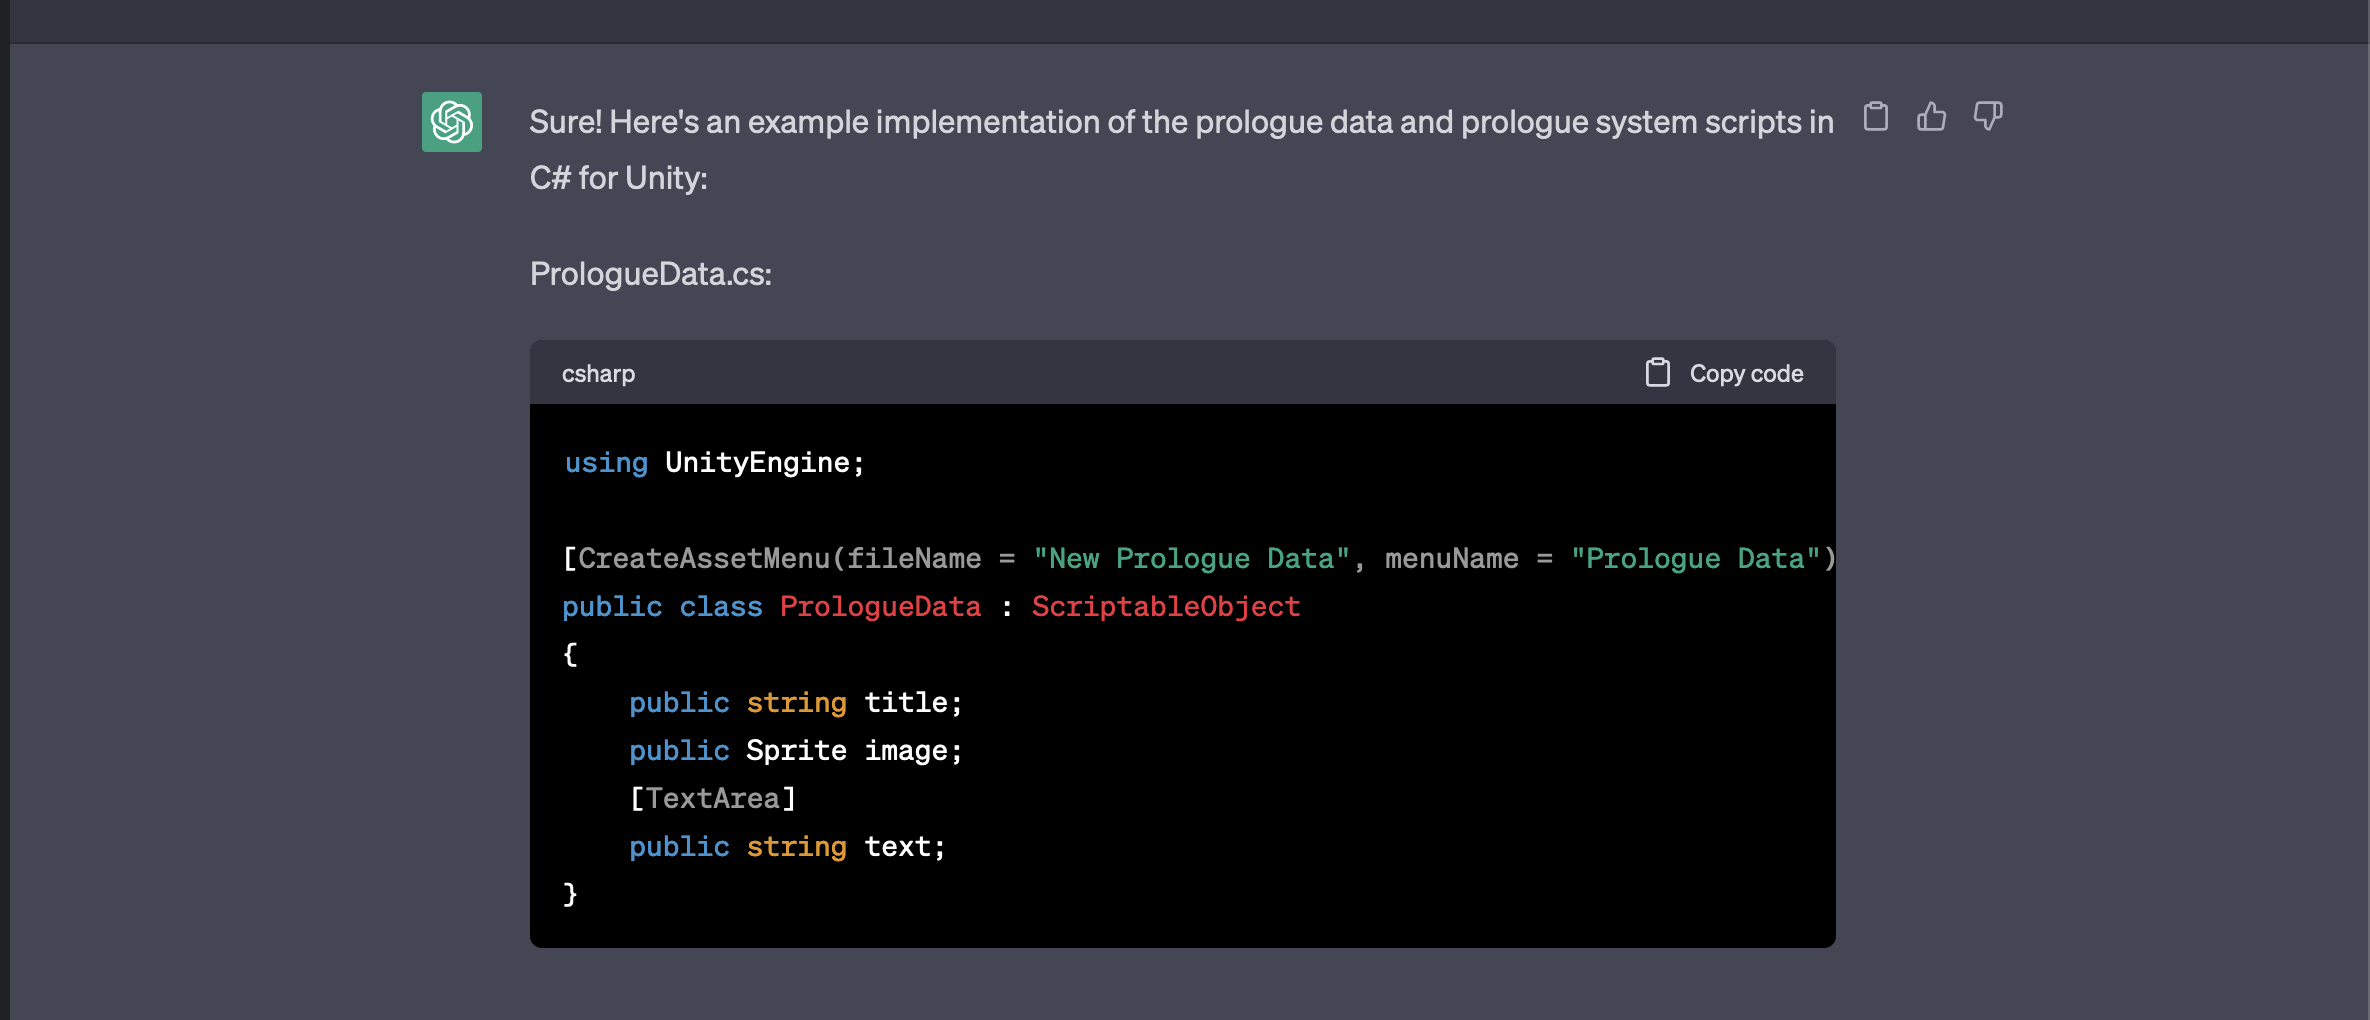 Sure! Here's an example implementation of the prologue data and prologue system scripts in
C# for Unity:
PrologueData.cs:
csharp
Copy code
using UnityEngine;
[CreateAssetMenu(fileName = "New Prologue Data", menuName = "Prologue Data")
public class PrologueData : ScriptableObject
{
    public string title;
    public Sprite image;
    [TextArea]
    public string text;
}